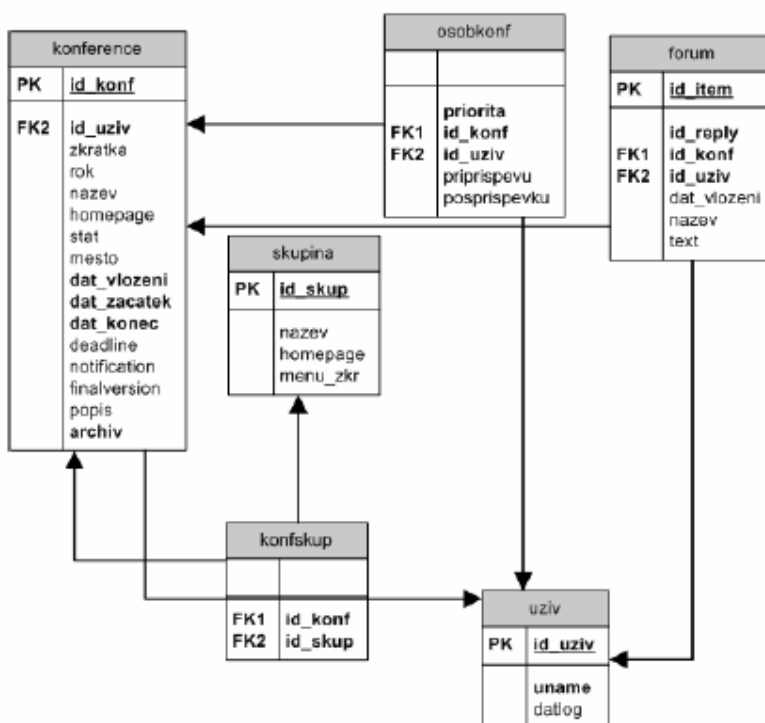 konference
PK id_konf
FK2 id_uziv
zkratka
rok
nazev
homepage
stat
mesto
dat_vlozeni
dat_zacatek
dat_konec
deadline
notification
finalversion
popis
archiv
osobkonf
priorita
FK1 id_konf
FK2 id_uziv
priprispevu
posprispevku
forum
PK id_item
id_reply
FK1 id_konf
FK2 id_uziv
dat_vlozeni
nazev
text
skupina
PK id_skup
nazev
homepage
menu_zkr
konfskup
FK1 id_konf
FK2 id_skup
uziv
PK id_uziv
uname
datlog